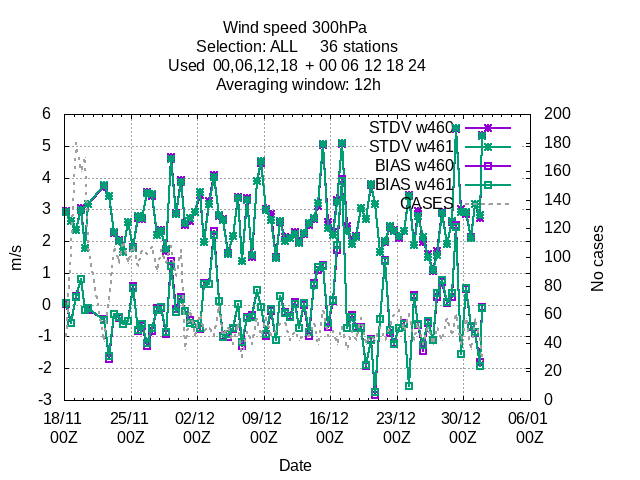 Wind speed 300hPa
Selection: ALL 36 stations
Used 00,06,12,18 + 00 06 12 18 24
Averaging window: 12h
6 200
5 180
4 160
3 140
2 120
1 100
0 80
-1 60
-2 40
-3 20
0
m/s
No cases
STDV w460
STDV w461
BIAS w460
BIAS w461
CASES
18/11 25/11 02/12 09/12 16/12 23/12 30/12 06/01
00Z 00Z 00Z 00Z 00Z 00Z 00Z 00Z
Date